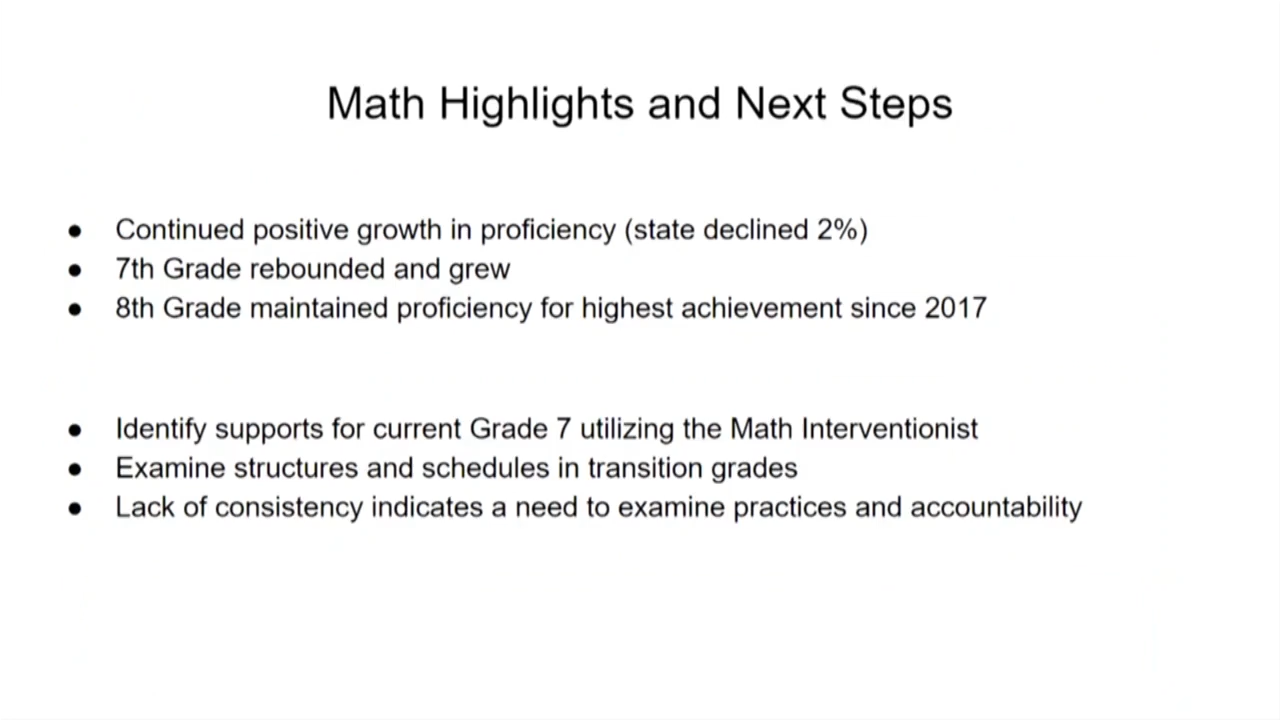 Math Highlights and Next Steps
● Continued positive growth in proficiency (state declined 2%)
● 7th Grade rebounded and grew
● 8th Grade maintained proficiency for highest achievement since 2017
● Identify supports for current Grade 7 utilizing the Math Interventionist
● Examine structures and schedules in transition grades
● Lack of consistency indicates a need to examine practices and accountability